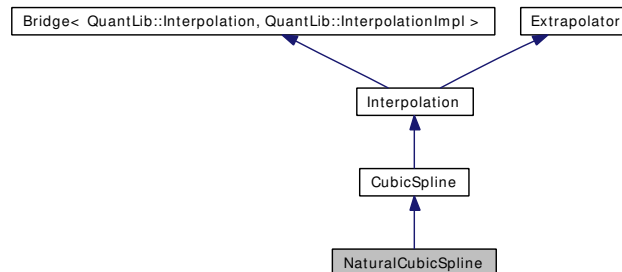 Bridge< QuantLib::Interpolation, QuantLib::InterpolationImpl >
Extrapolator
Interpolation
CubicSpline
NaturalCubicSpline